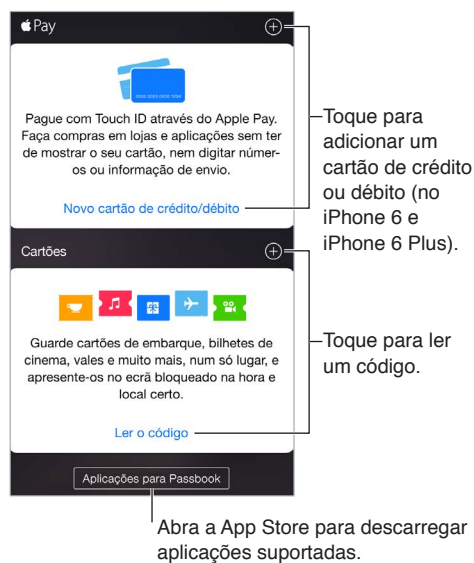 Pay
Pague com Touch ID através do Apple Pay.
Faça compras em lojas e aplicações sem ter
de mostrar o seu cartão, nem digitar númer-
os ou informação de envio.
Novo cartão de crédito/débito
Toque para
adicionar um
cartão de crédito
ou débito (no
iPhone 6 e
iPhone 6 Plus).
Cartões
Guarde cartões de embarque, bilhetes de
cinema, vales e muito mais, num só lugar, e
apresente-os no ecrã bloqueado na hora e
local certo.
Ler o código
Toque para ler
um código.
Aplicações para Passbook
Abra a App Store para descarregar
aplicações suportadas.